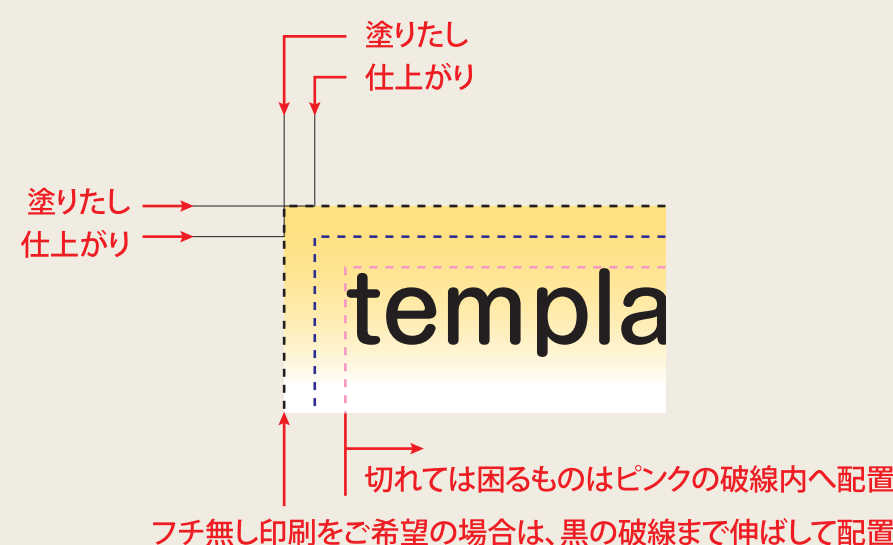 塗りたし
仕上がり
塗りたし
仕上がり
templa
切れては困るものはピンクの破線内へ配置
フチ無し印刷をご希望の場合は、黒の破線まで伸ばして配置